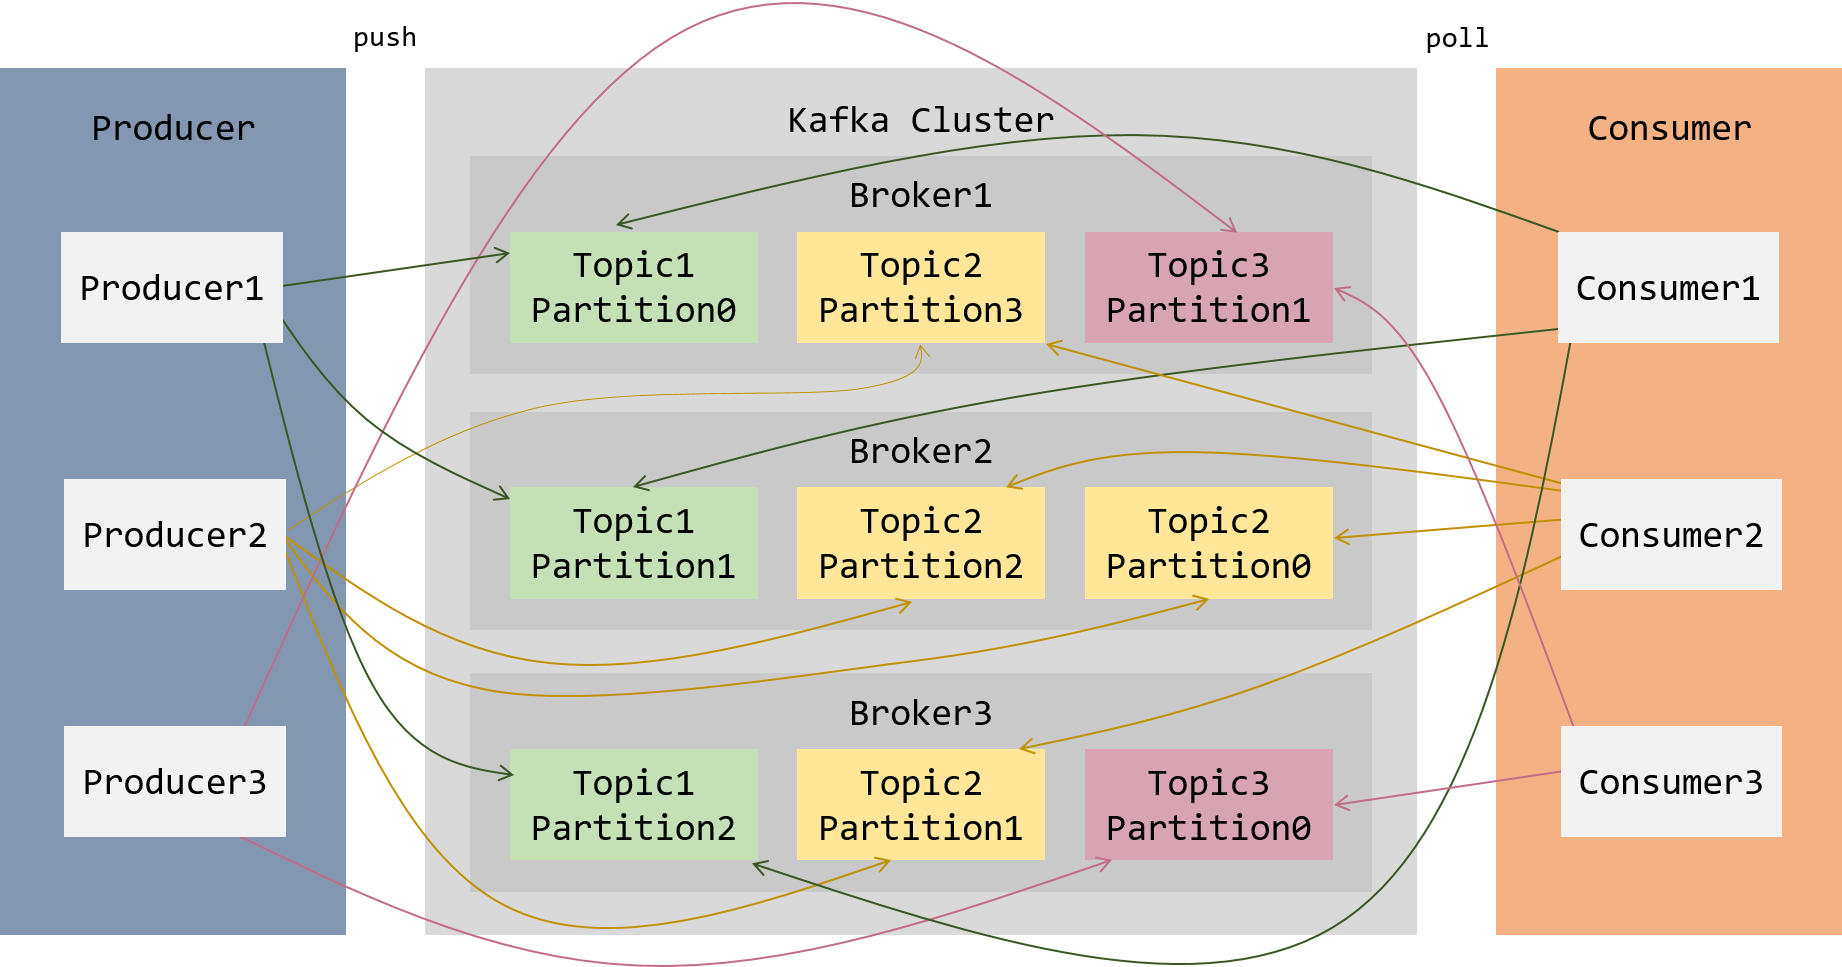 push
poll
Producer
Kafka Cluster
Consumer
Broker1
Producer1
Topic1
Partition0
Topic2
Partition3
Topic3
Partition1
Consumer1
Broker2
Producer2
Topic1
Partition1
Topic2
Partition2
Topic2
Partition0
Consumer2
Broker3
Producer3
Topic1
Partition2
Topic2
Partition1
Topic3
Partition0
Consumer3